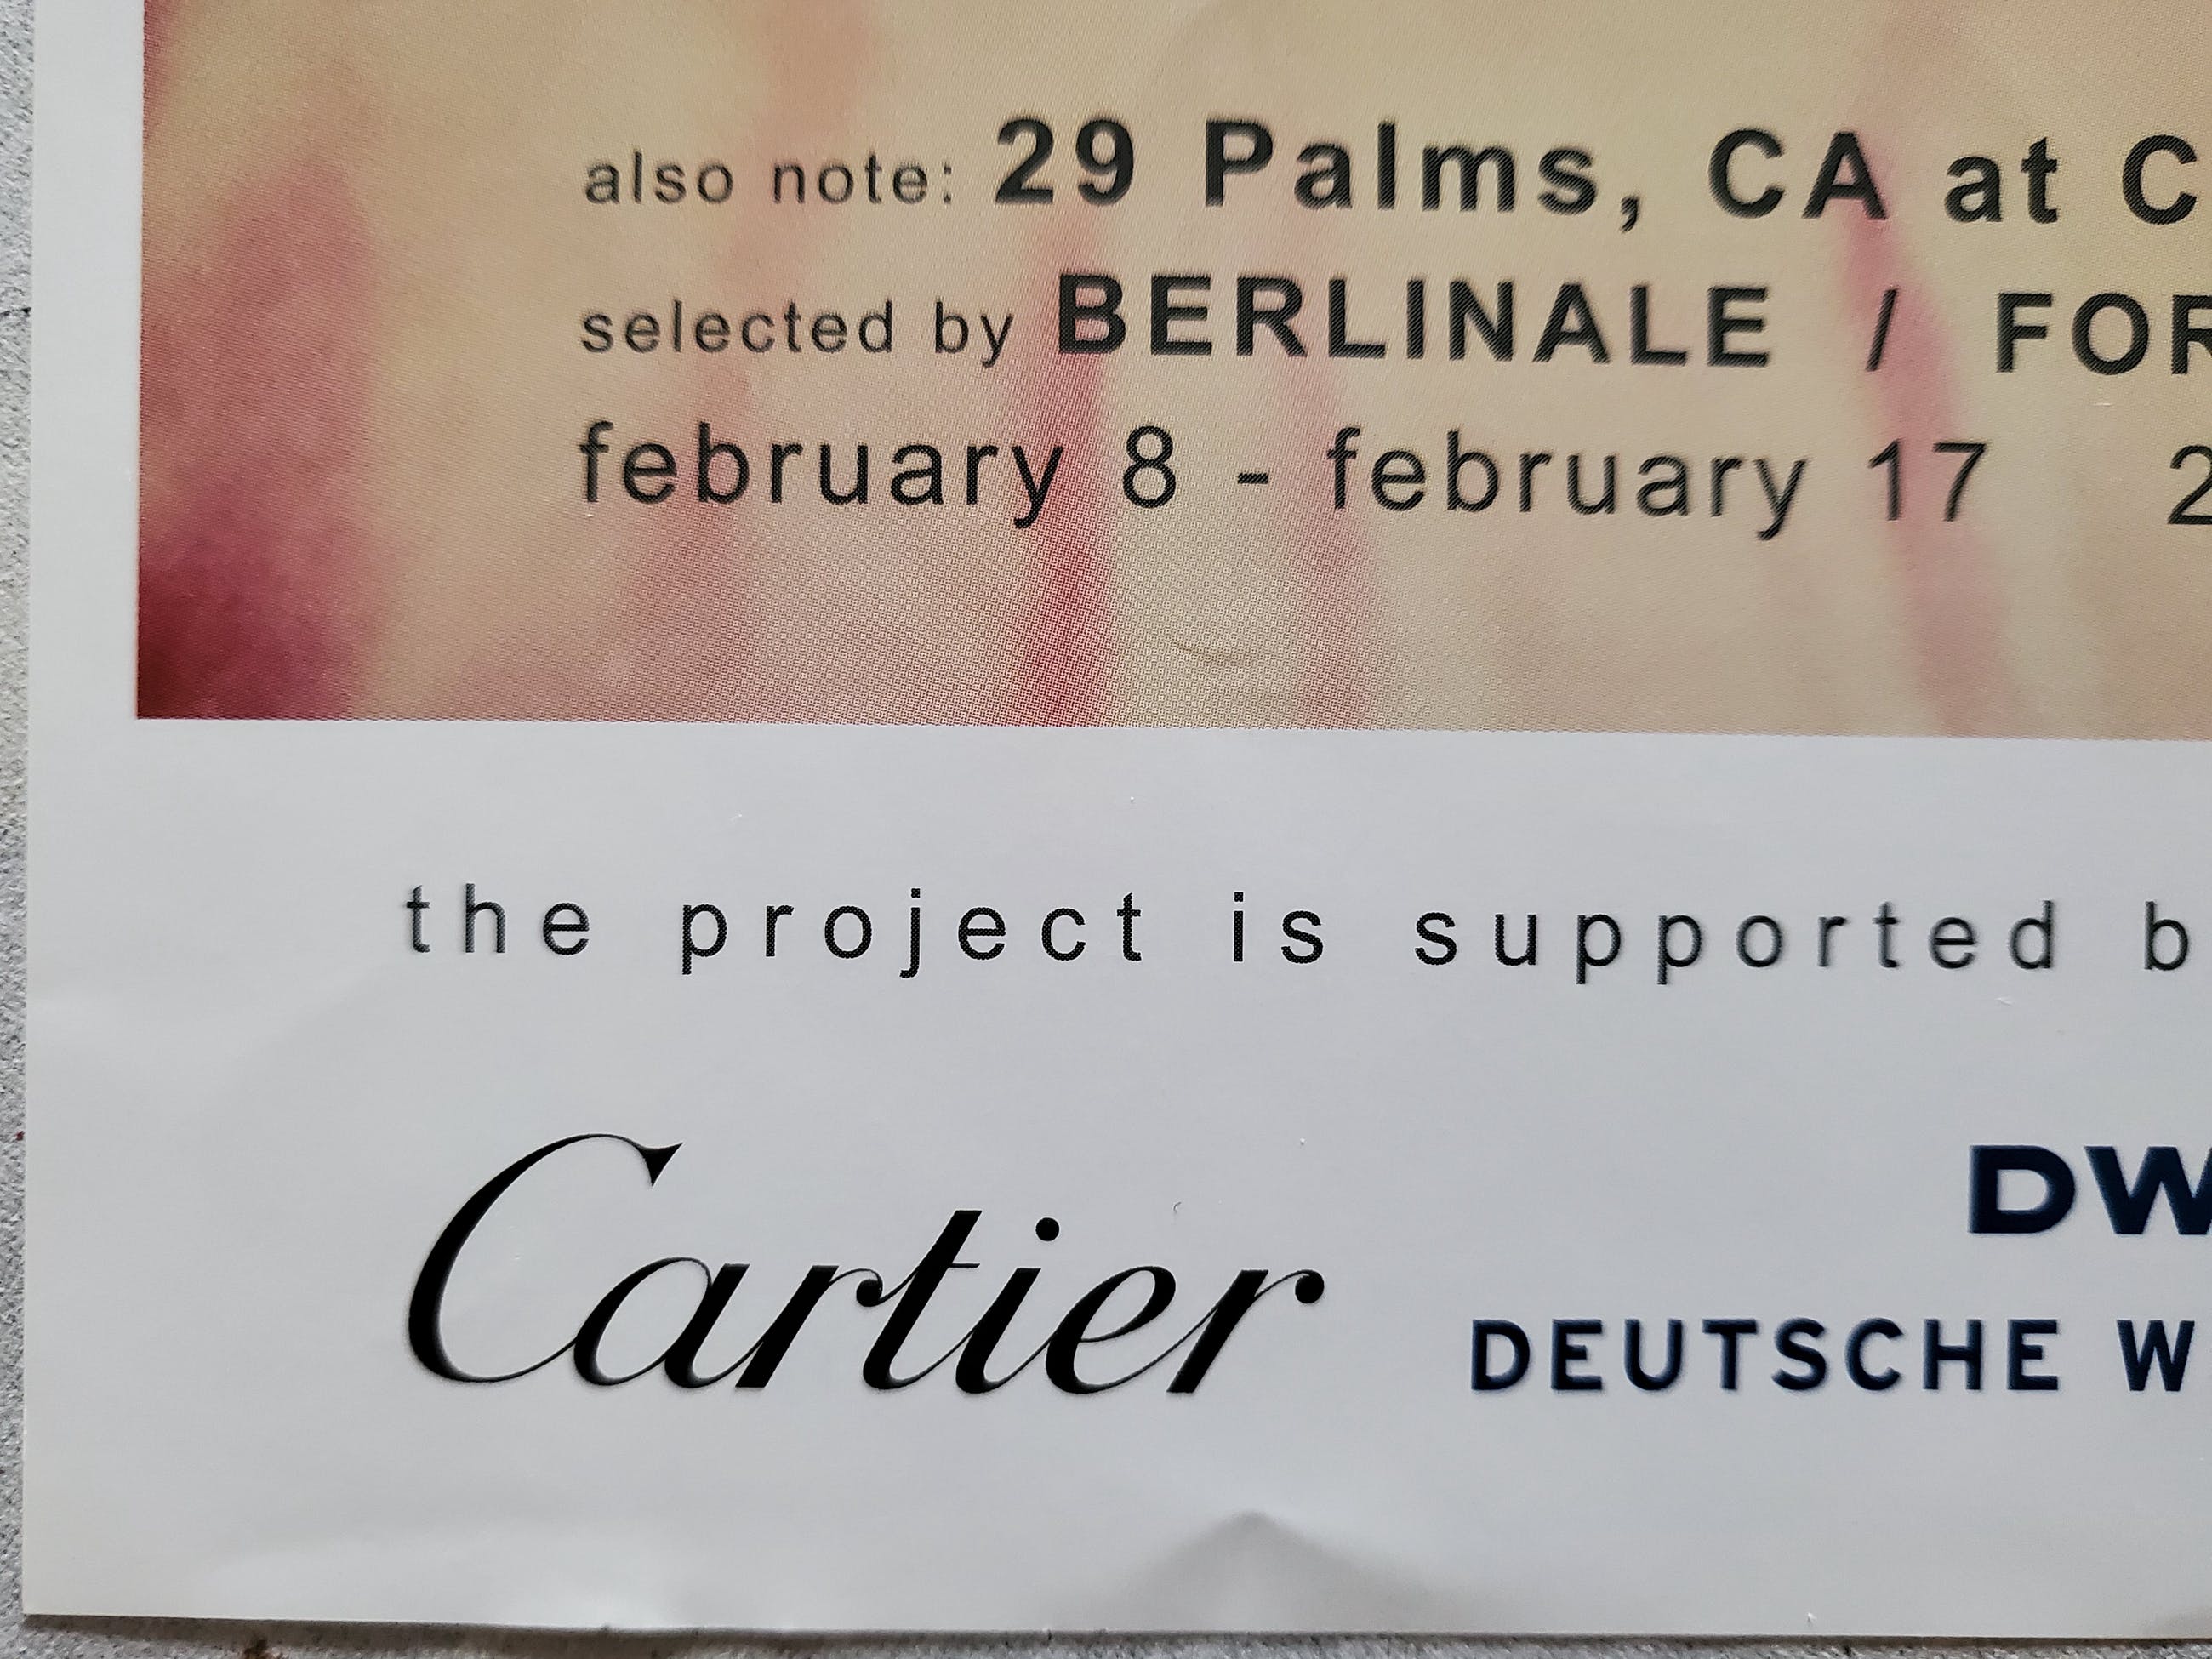 also note: 29 Palms, CA at C
selected by BERLINALE / FOR
february 8 - february 17 2
the project is supported b
Cartier
DW
DEUTSCHE W